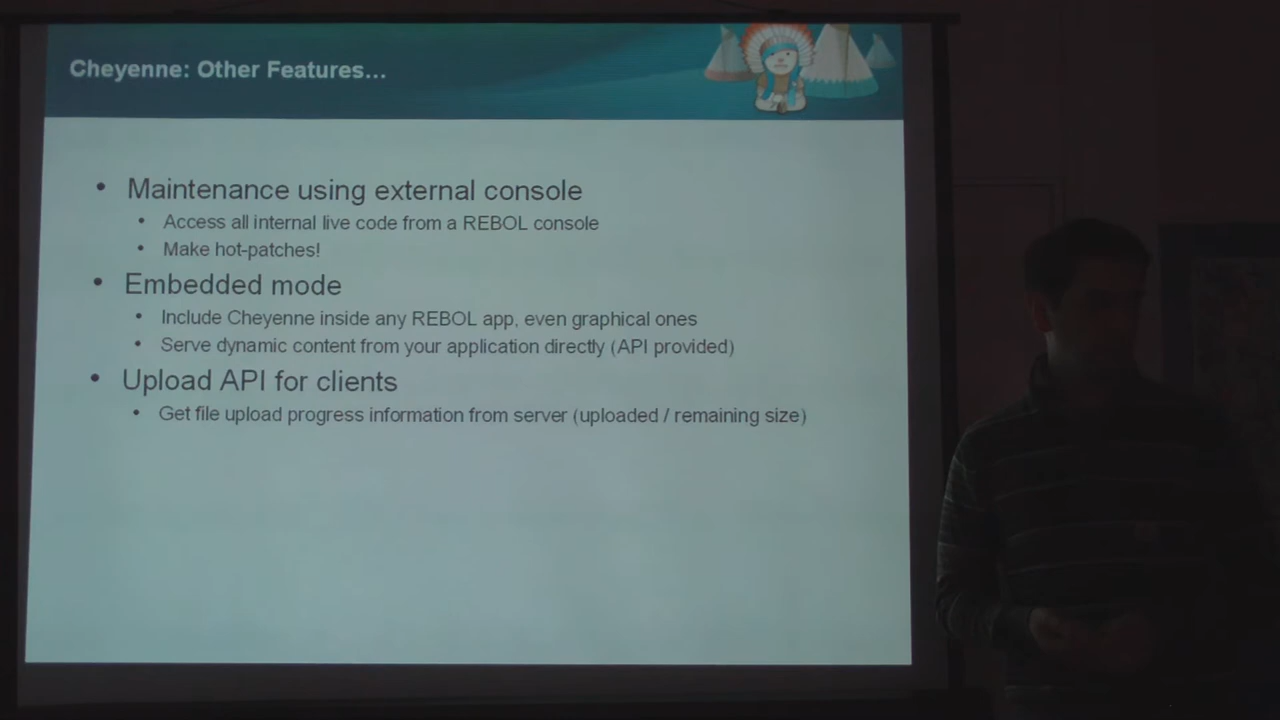 Cheyenne: Other Features...
• Maintenance using external console
• Access all internal live code from a REBOL console
• Make hot-patches!
• Embedded mode
• Include Cheyenne inside any REBOL app, even graphical ones
• Serve dynamic content from your application directly (API provided)
• Upload API for clients
• Get file upload progress information from server (uploaded / remaining size)